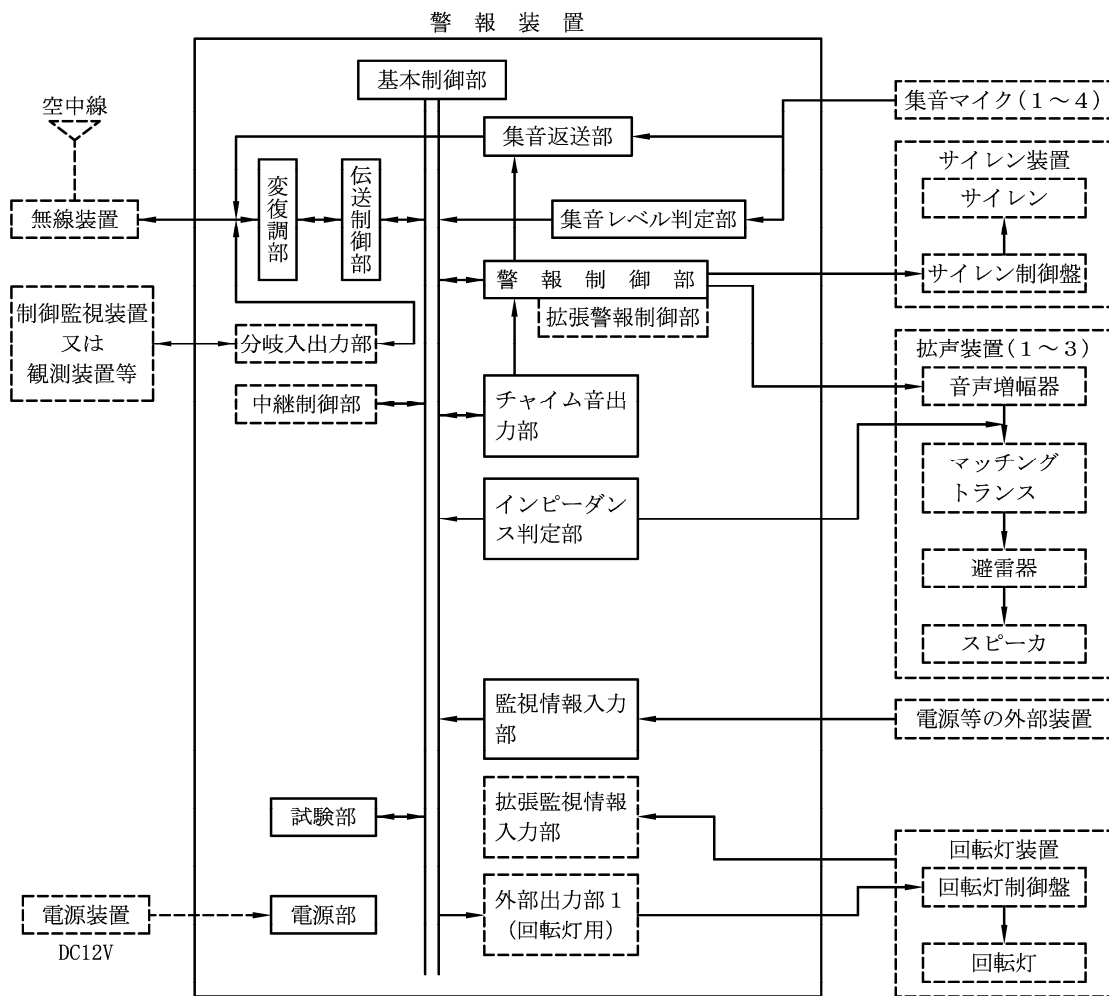 警報装置
基本制御部
空中線
無線装置
変復調部
伝送制御部
集音返送部
集音レベル判定部
警報制御部
拡張警報制御部
制御監視装置
又は
観測装置等
分岐入出力部
中継制御部
チャイム音出
力部
インピーダン
ス判定部
監視情報入力
部
拡張監視情報
入力部
試験部
電源装置
DC12V
電源部
外部出力部1
(回転灯用)
集音マイク(1~4)
サイレン装置
サイレン
サイレン制御盤
拡声装置(1~3)
音声増幅器
マッチング
トランス
避雷器
スピーカ
電源等の外部装置
回転灯装置
回転灯制御盤
回転灯